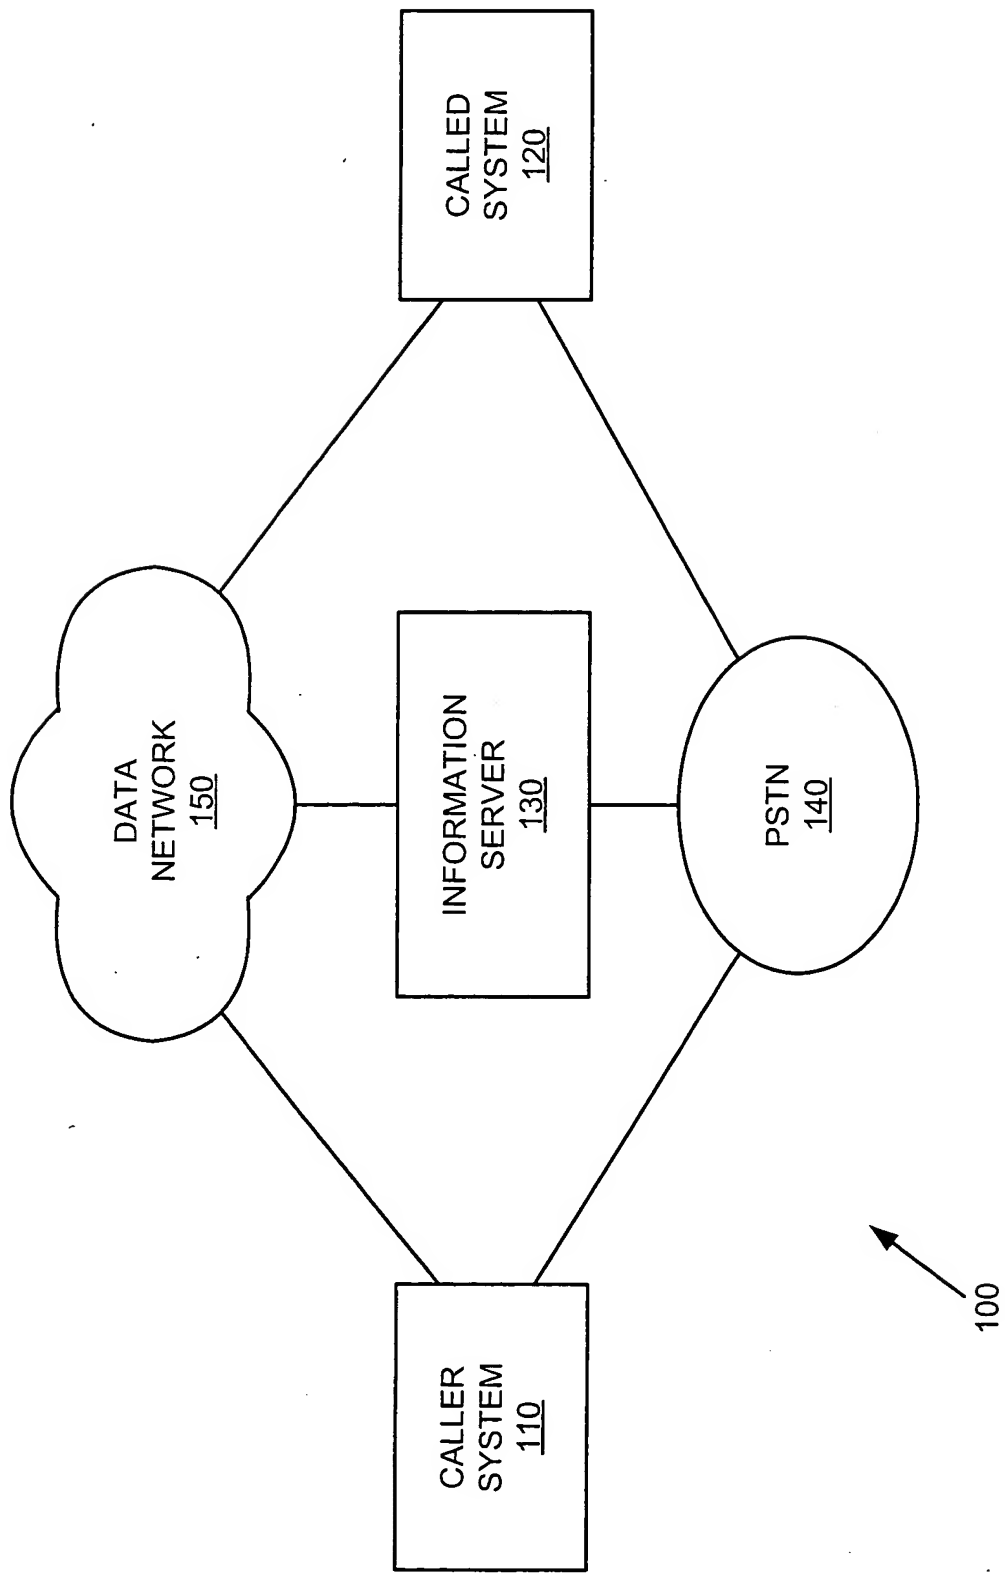 DATA
NETWORK
150
CALLER
SYSTEM
110
INFORMATION
SERVER
130
CALLED
SYSTEM
120
PSTN
140
100